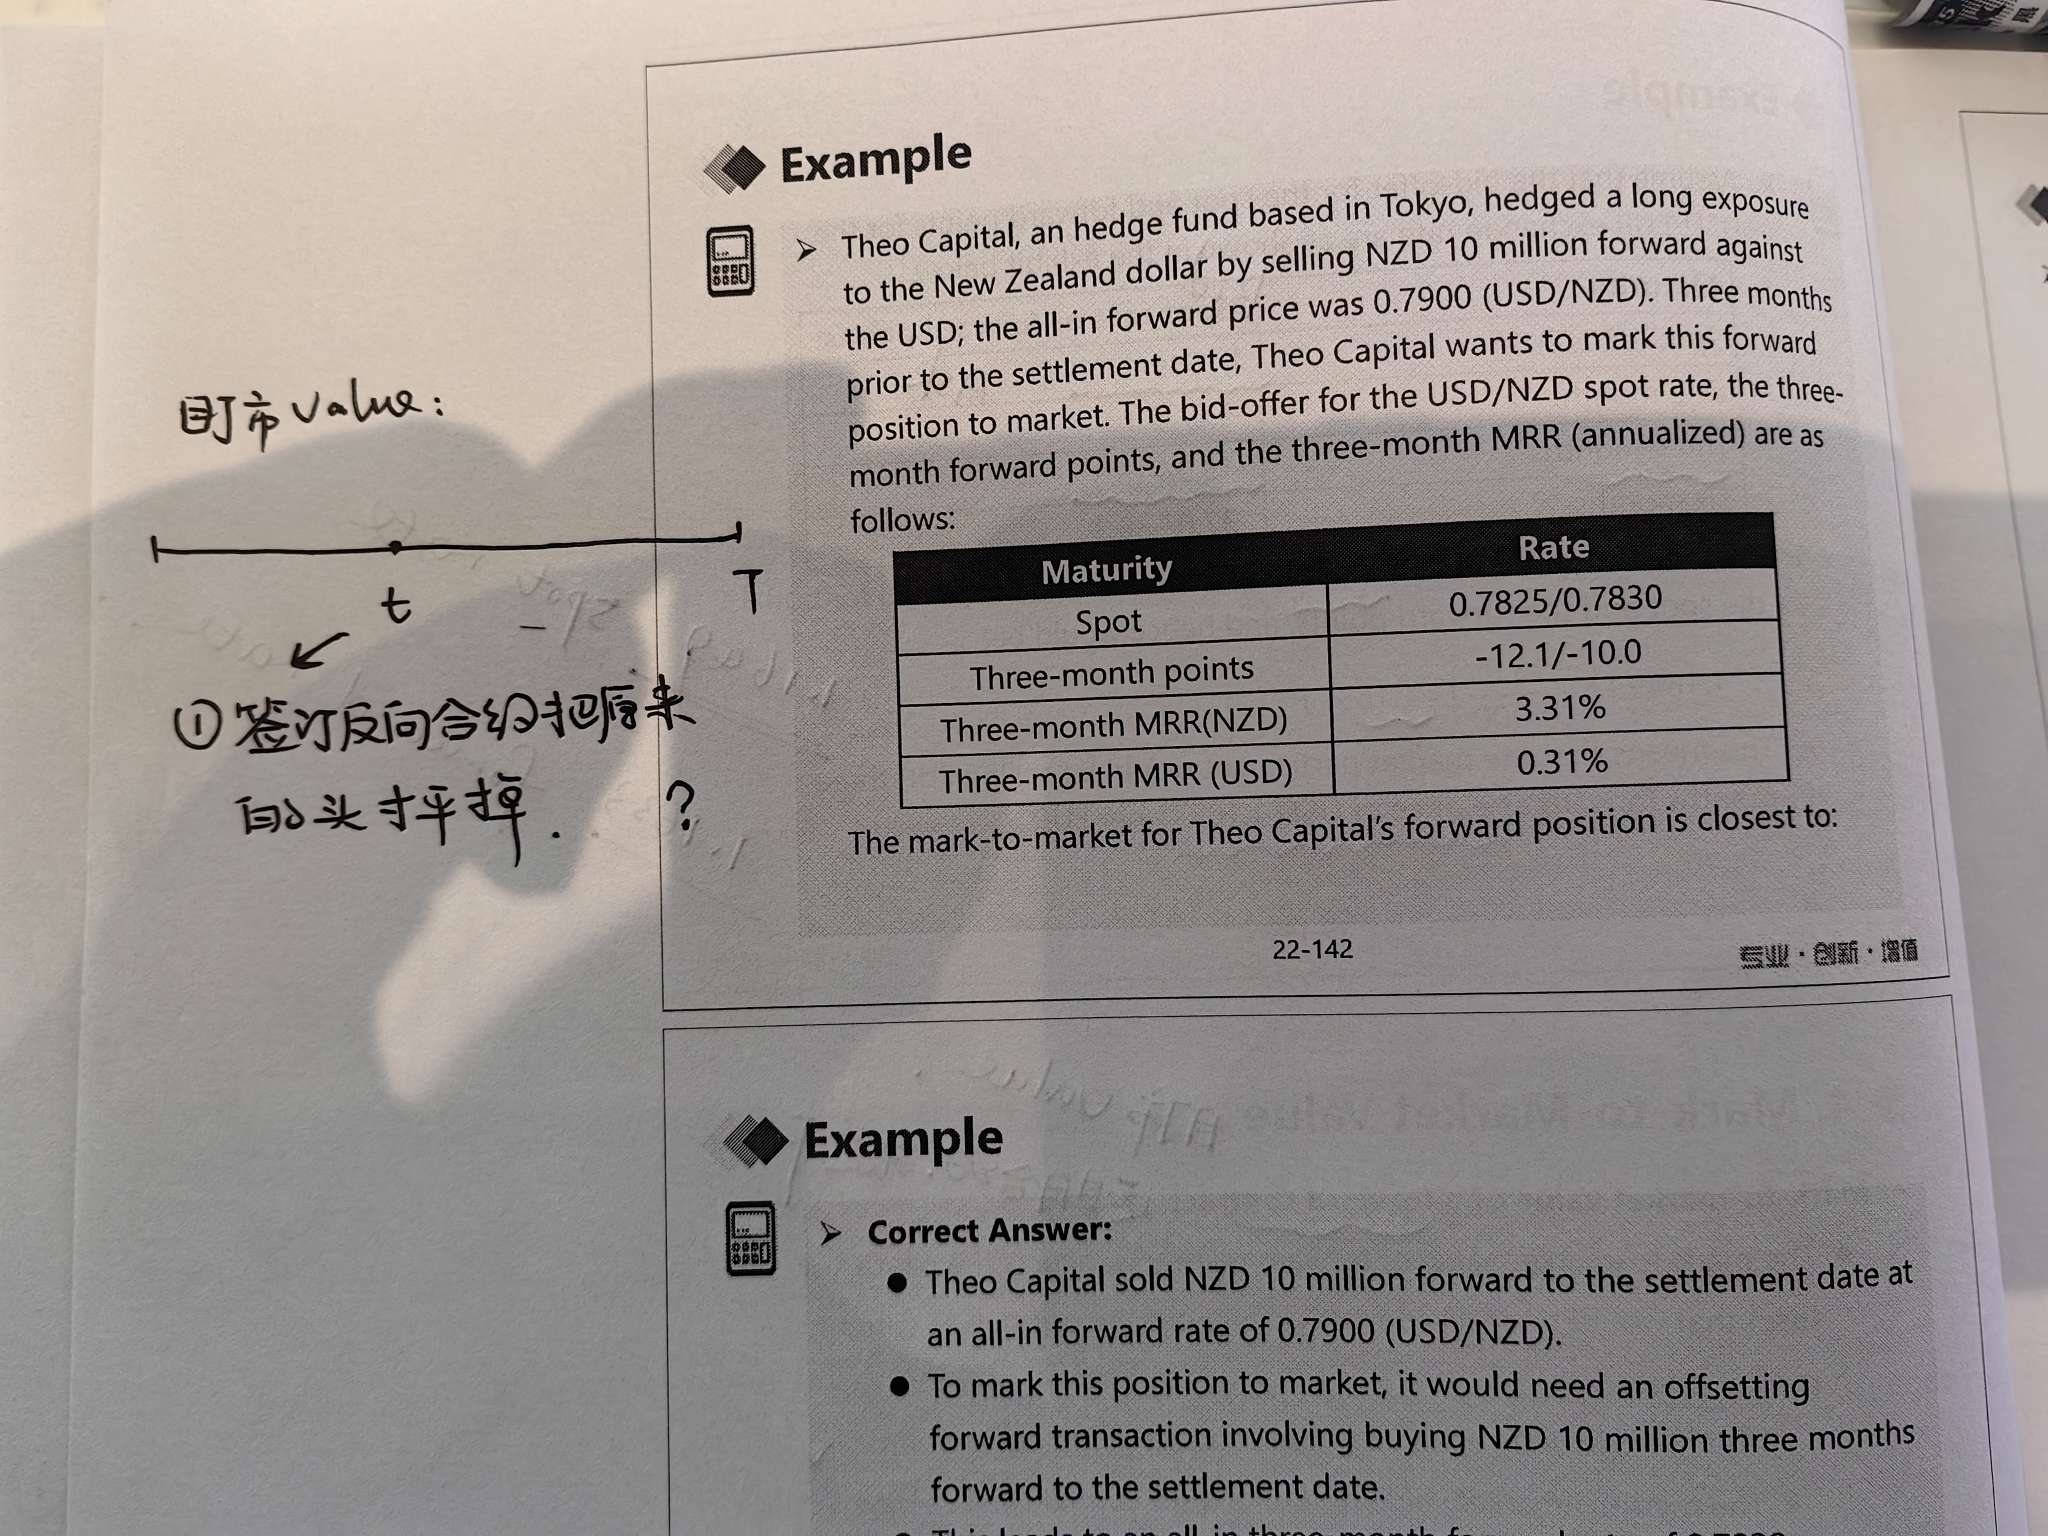 Example
➢ Theo Capital, an hedge fund based in Tokyo, hedged a long exposure
to the New Zealand dollar by selling NZD 10 million forward against
the USD; the all-in forward price was 0.7900 (USD/NZD). Three months
prior to the settlement date, Theo Capital wants to mark this forward
position to market. The bid-offer for the USD/NZD spot rate, the three-
month forward points, and the three-month MRR (annualized) are as
follows:
Maturity Rate
Spot 0.7825/0.7830
Three-month points -12.1/-10.0
Three-month MRR(NZD) 3.31%
Three-month MRR (USD) 0.31%
The mark-to-market for Theo Capital's forward position is closest to:
22-142
专业·创新·增值
盯市value:
t
T
①签订反向合约把原来
的头寸平掉. ?
Example
➢ Correct Answer:
● Theo Capital sold NZD 10 million forward to the settlement date at
an all-in forward rate of 0.7900 (USD/NZD).
● To mark this position to market, it would need an offsetting
forward transaction involving buying NZD 10 million three months
forward to the settlement date.